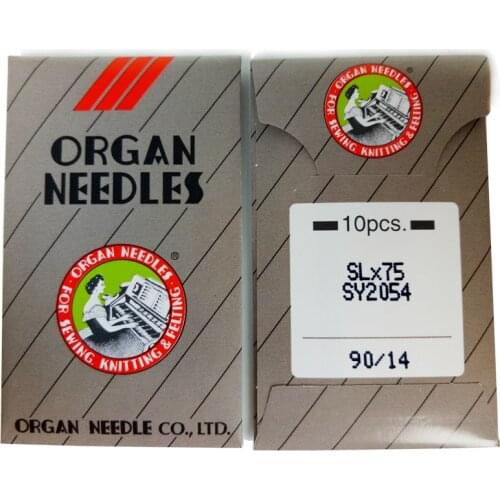 ORGAN
NEEDLES
ORGAN NEEDLES
®
FOR SEWING KNITTING & FELTING
ORGAN NEEDLE CO., LTD.
ORGAN NEEDLES
®
FOR SEWING KNITTING & FELTING
10pcs.
SLx75
SY2054
90/14